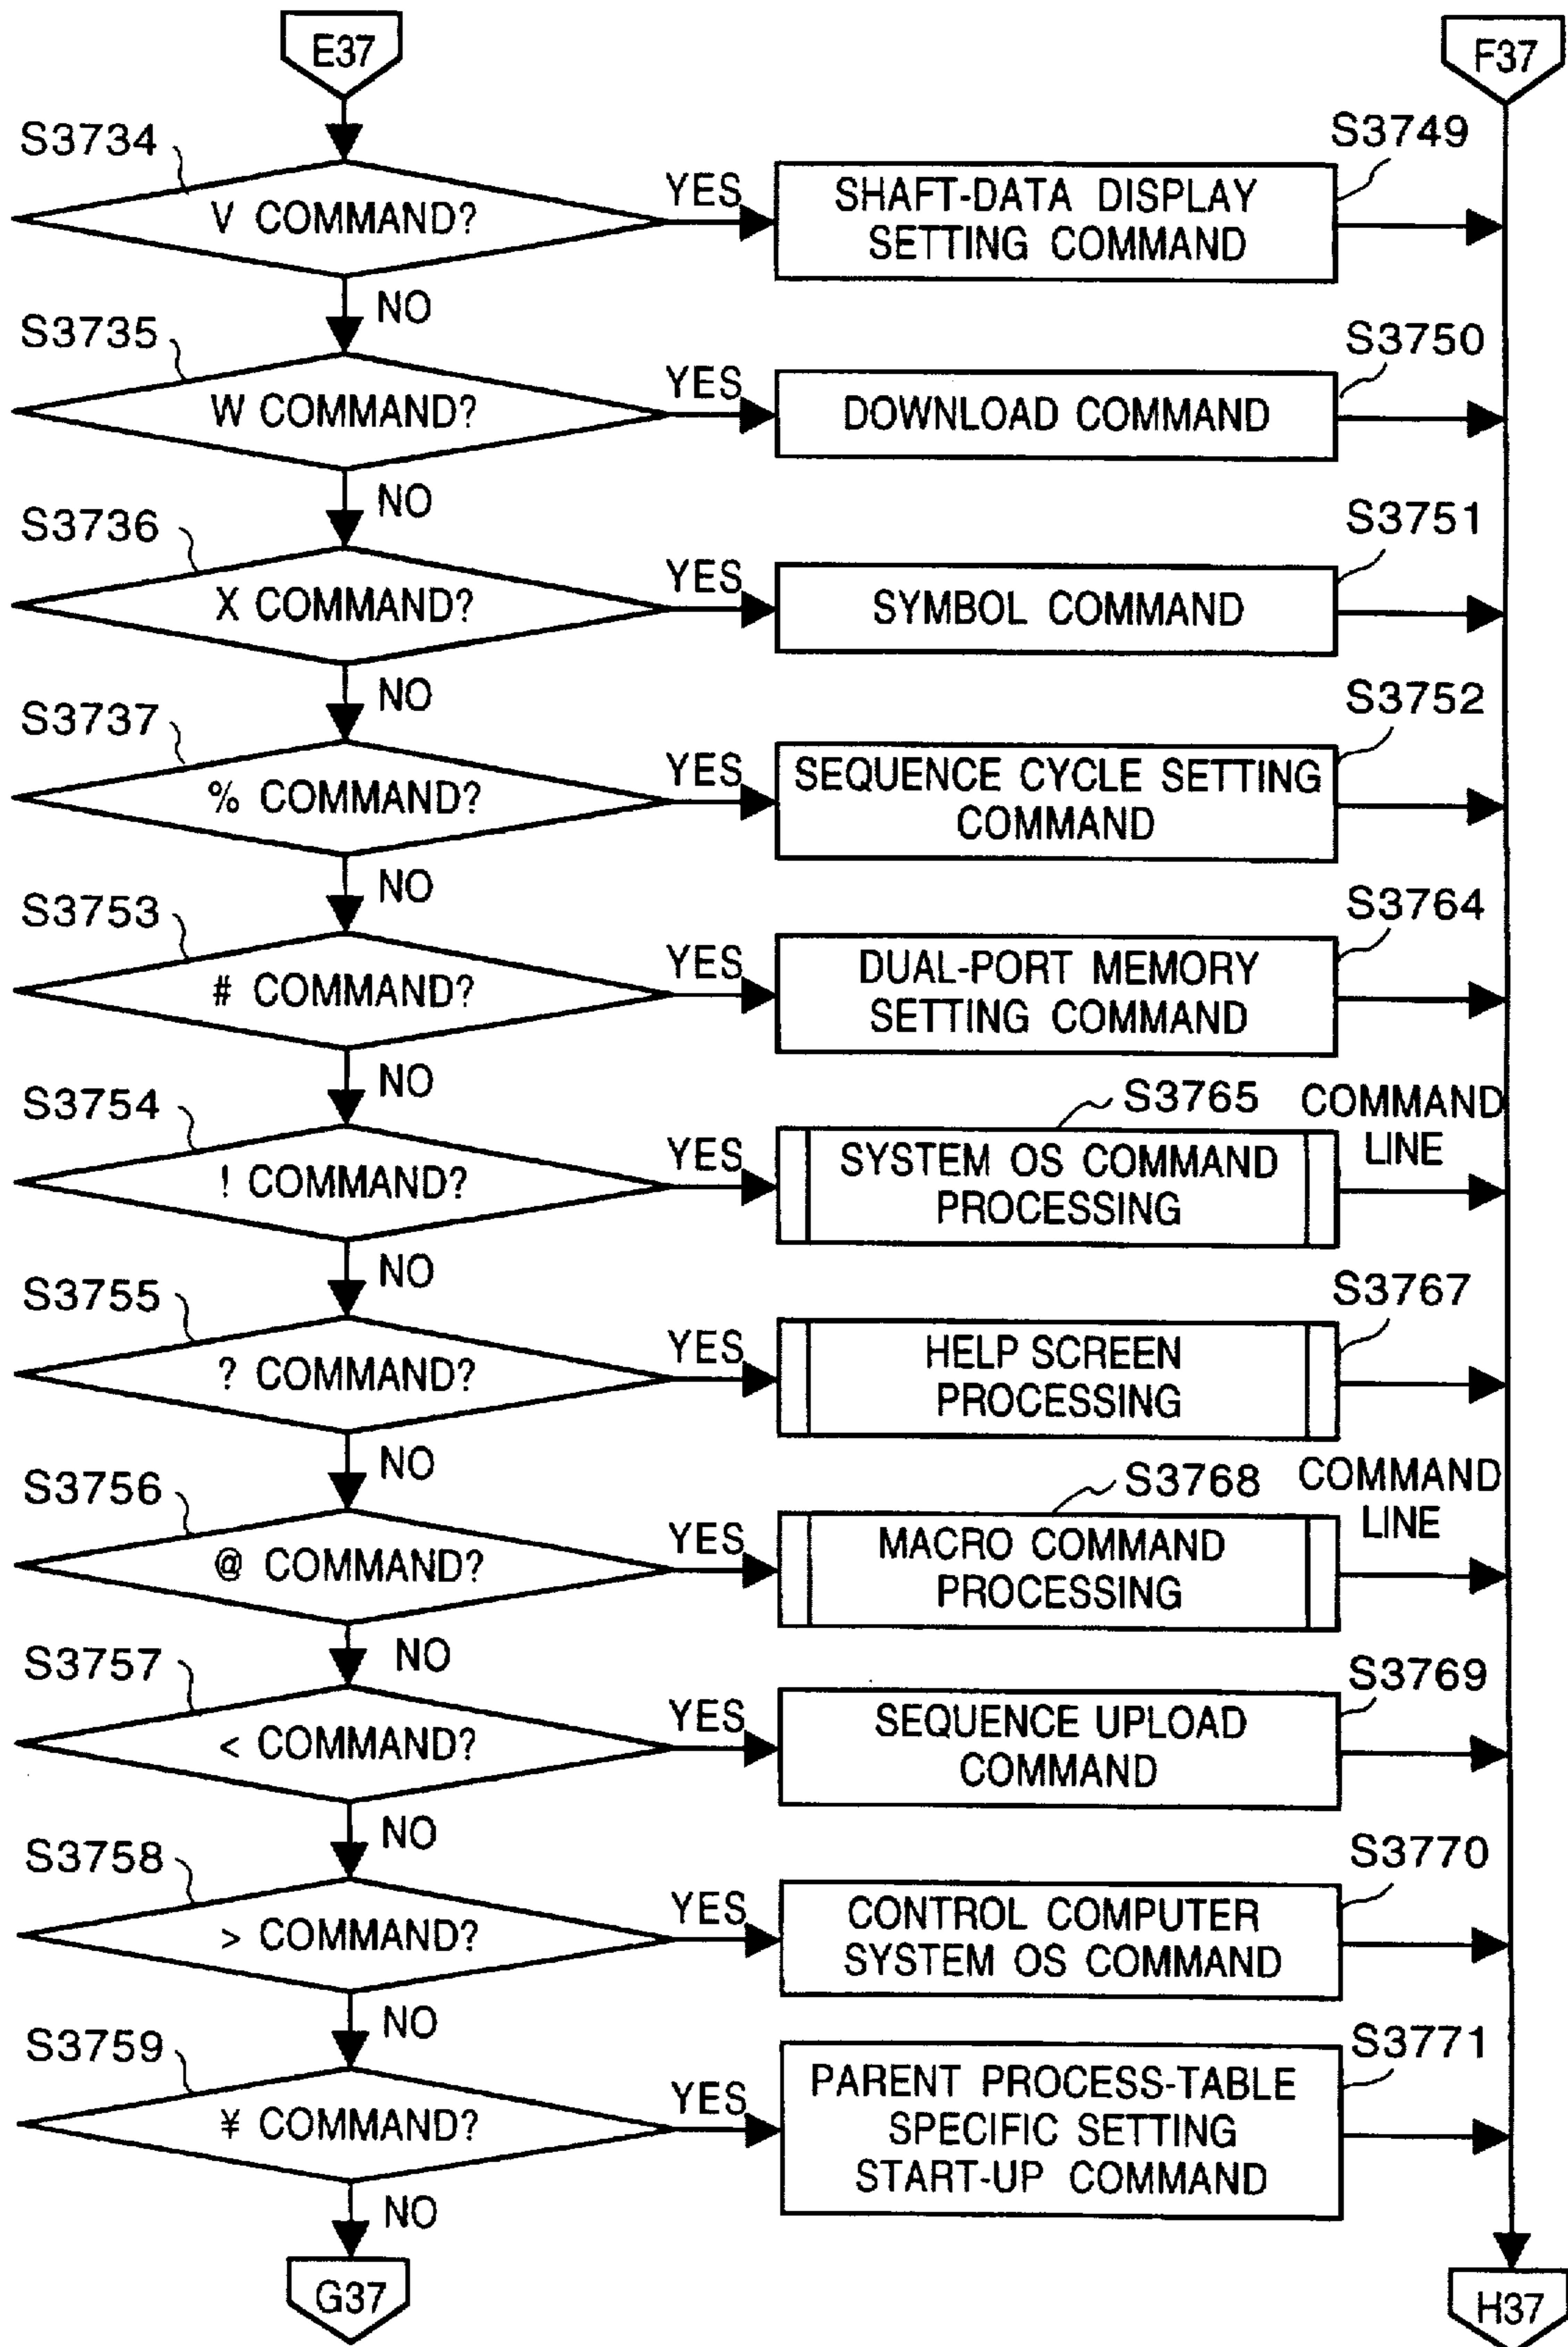 E37
F37
S3734
V COMMAND?
YES
S3749
SHAFT-DATA DISPLAY
SETTING COMMAND
NO
S3735
W COMMAND?
YES
S3750
DOWNLOAD COMMAND
NO
S3736
X COMMAND?
YES
S3751
SYMBOL COMMAND
NO
S3737
% COMMAND?
YES
S3752
SEQUENCE CYCLE SETTING
COMMAND
NO
S3753
# COMMAND?
YES
S3764
DUAL-PORT MEMORY
SETTING COMMAND
NO
S3754
! COMMAND?
YES
S3765
SYSTEM OS COMMAND
PROCESSING
COMMAND
LINE
NO
S3755
? COMMAND?
YES
S3767
HELP SCREEN
PROCESSING
NO
S3756
@ COMMAND?
YES
S3768
MACRO COMMAND
PROCESSING
COMMAND
LINE
NO
S3757
< COMMAND?
YES
S3769
SEQUENCE UPLOAD
COMMAND
NO
S3758
> COMMAND?
YES
S3770
CONTROL COMPUTER
SYSTEM OS COMMAND
NO
S3759
¥ COMMAND?
YES
S3771
PARENT PROCESS-TABLE
SPECIFIC SETTING
START-UP COMMAND
NO
G37
H37